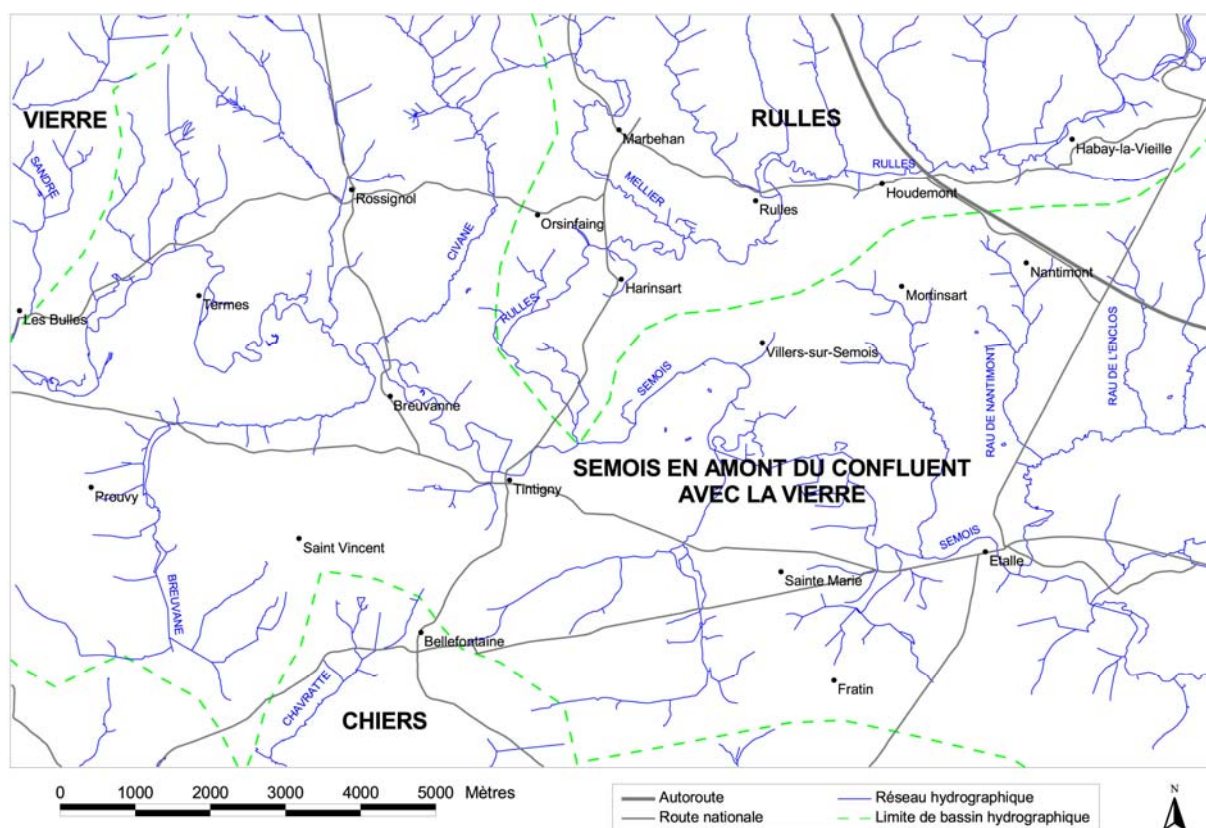 VIERRE
RULLES
Marbehan
Habay-la-Vieille
SANDRE
RULLES
Rossignol
MELLIER
Houdemont
Rulles
Orsinfaing
CIVANE
Nantimont
Termes
Harinsart
Mortinsart
RULLES
Les Bulles
Villers-sur-Semois
RAU DE L'ENCLOS
SEMOIS
RAU DE NANTIMONT
Breuvanne
SEMOIS EN AMONT DU CONFLUENT
AVEC LA VIERRE
Tintigny
Prouvy
Saint Vincent
SEMOIS
Etalle
Sainte Marie
BREUVANE
Bellefontaine
Fratin
CHAVRATTE
CHIERS
0 1000 2000 3000 4000 5000 Mètres
Autoroute
Route nationale
Réseau hydrographique
Limite de bassin hydrographique
N